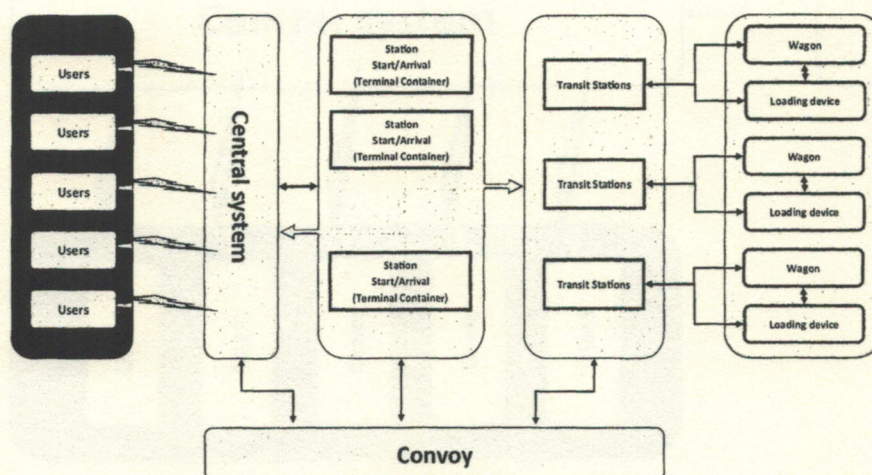 Users
Users
Users
Users
Users
Central system
Station
Start/Arrival
(Terminal Container)
Station
Start/Arrival
(Terminal Container)
Station
Start/Arrival
(Terminal Container)
Transit Stations
Transit Stations
Transit Stations
Wagon
Loading device
Wagon
Loading device
Wagon
Loading device
Convoy